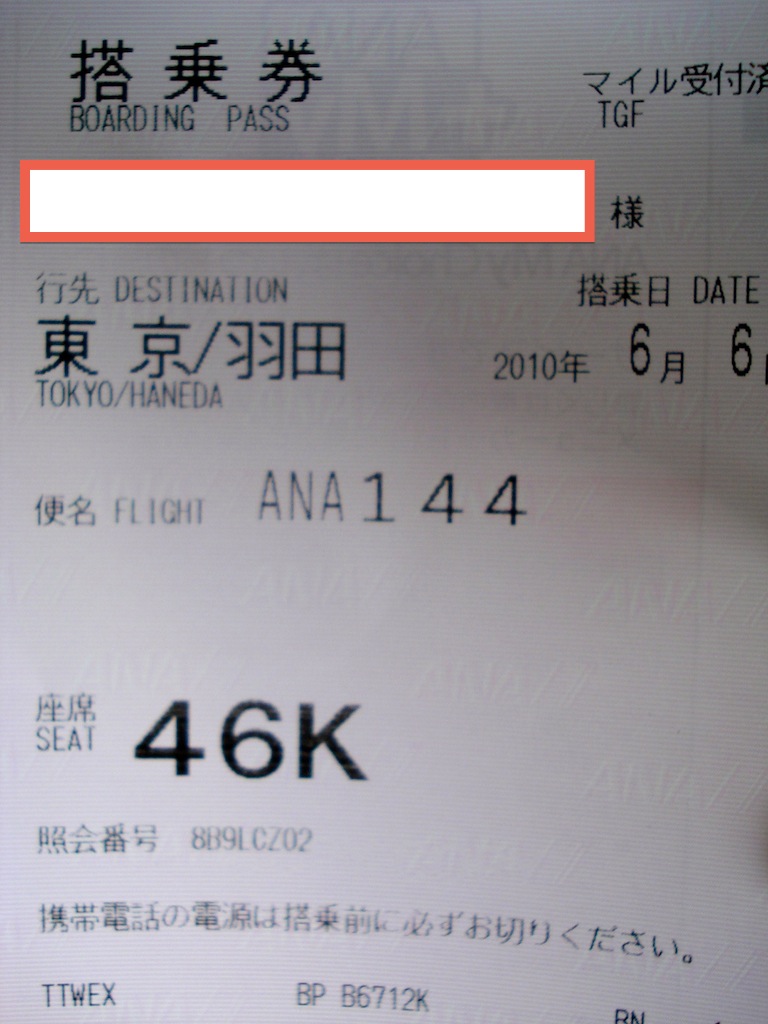 搭乗券
BOARDING PASS
マイル受付済
TGF
様
行先 DESTINATION
東京/羽田
TOKYO/HANEDA
搭乗日 DATE
2010年 6月 6
便名 FLIGHT ANA144
座席
SEAT 46K
照会番号 8B9LCZ02
携帯電話の電源は搭乗前に必ずお切りください。
TTWEX BP B6712K